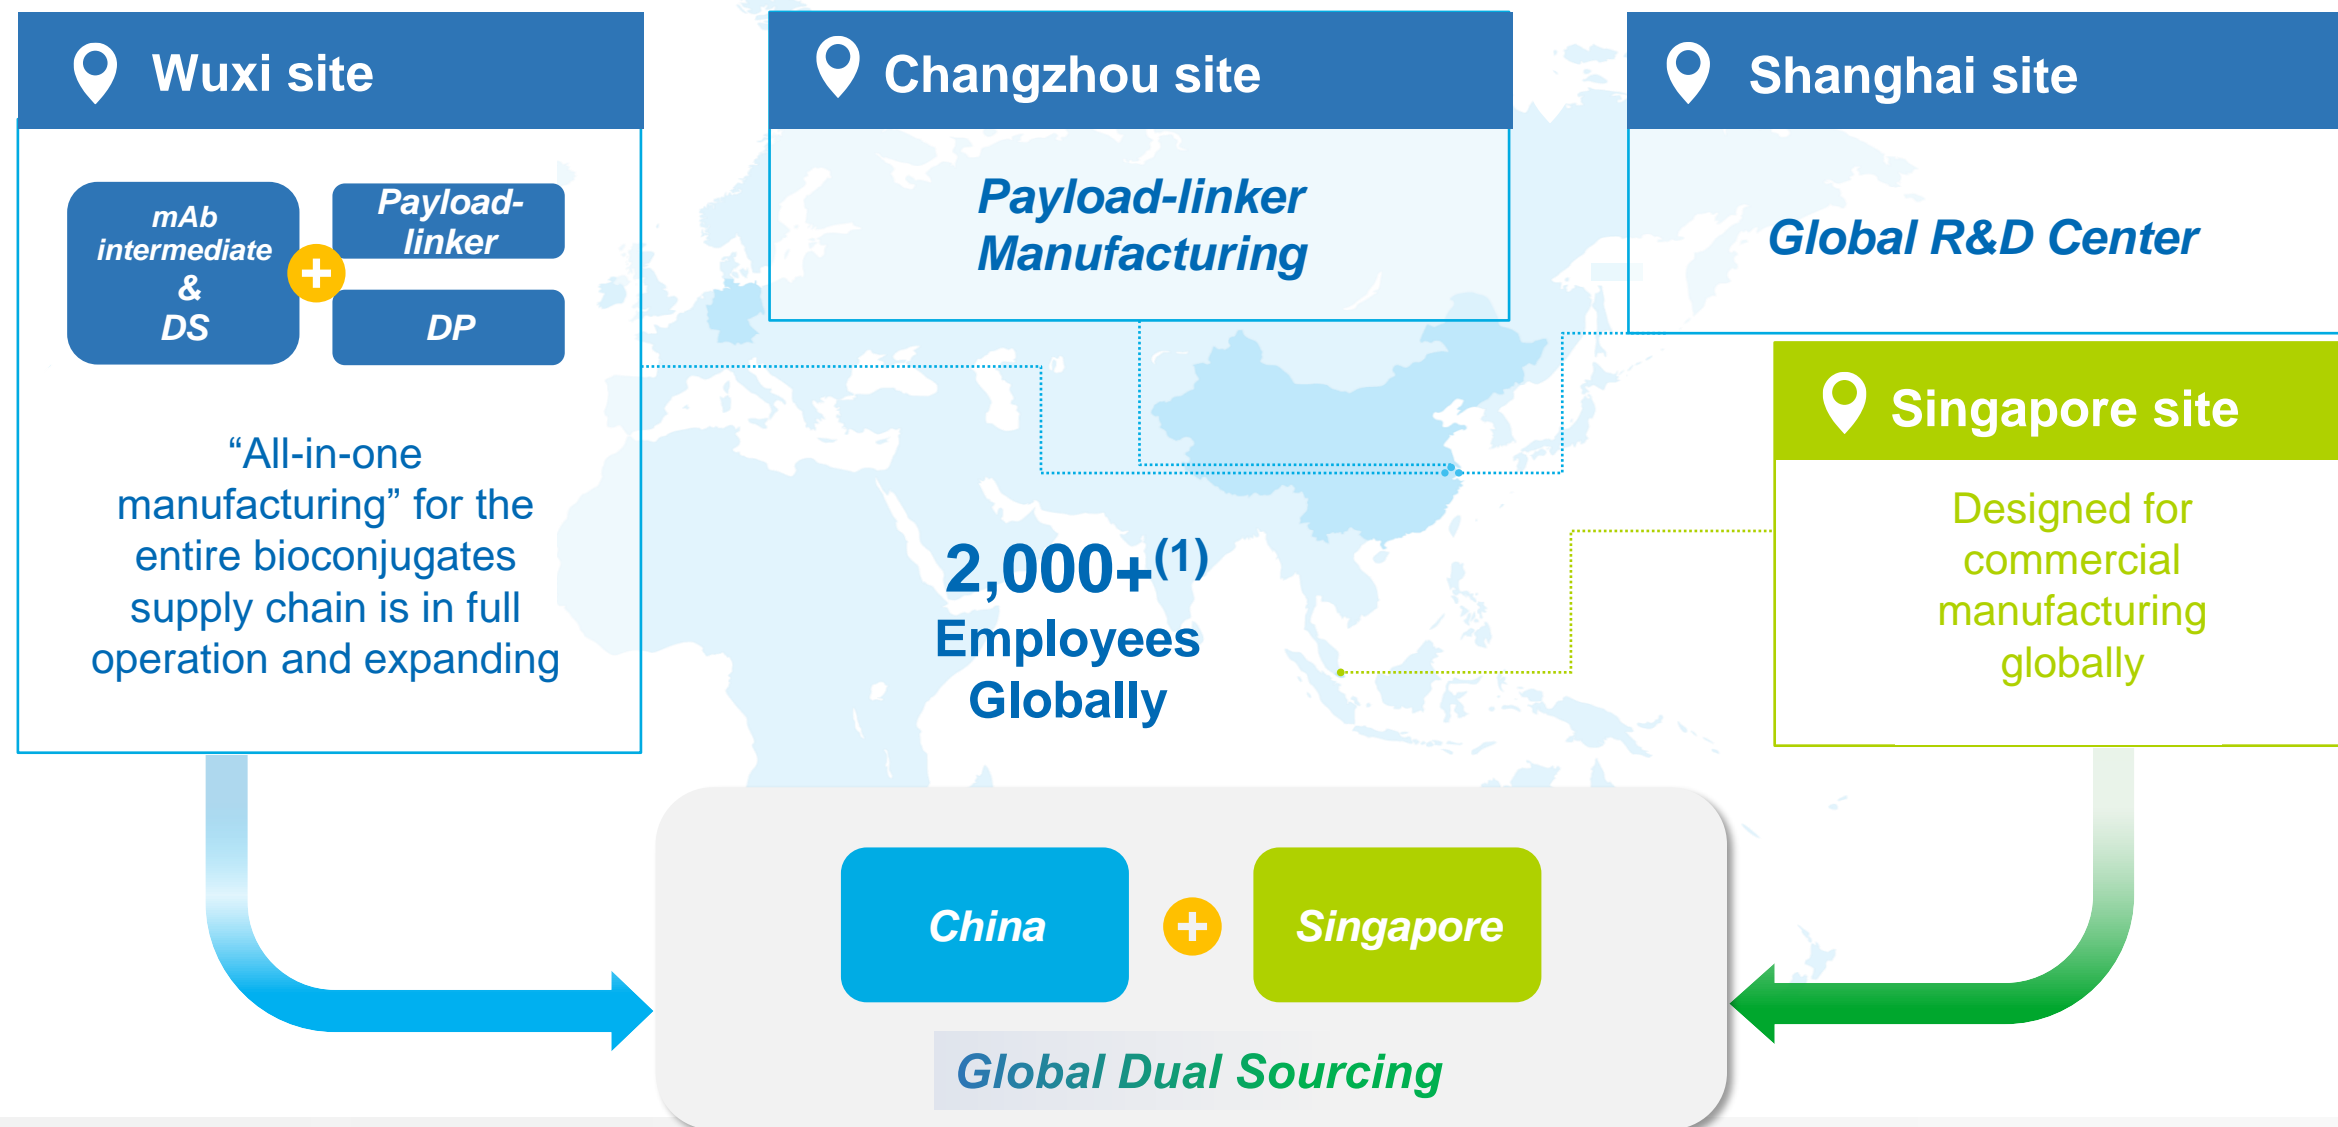 Wuxi site
mAb
intermediate
&
DS
+
Payload-
linker
DP
“All-in-one
manufacturing” for the
entire bioconjugates
supply chain is in full
operation and expanding
Changzhou site
Payload-linker
Manufacturing
Shanghai site
Global R&D Center
Singapore site
Designed for
commercial
manufacturing
globally
2,000+(1)
Employees
Globally
China
+
Singapore
Global Dual Sourcing